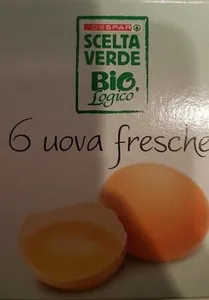 DESPAR
SCELTA
VERDE
BIO,
Logico
6 uova fresche